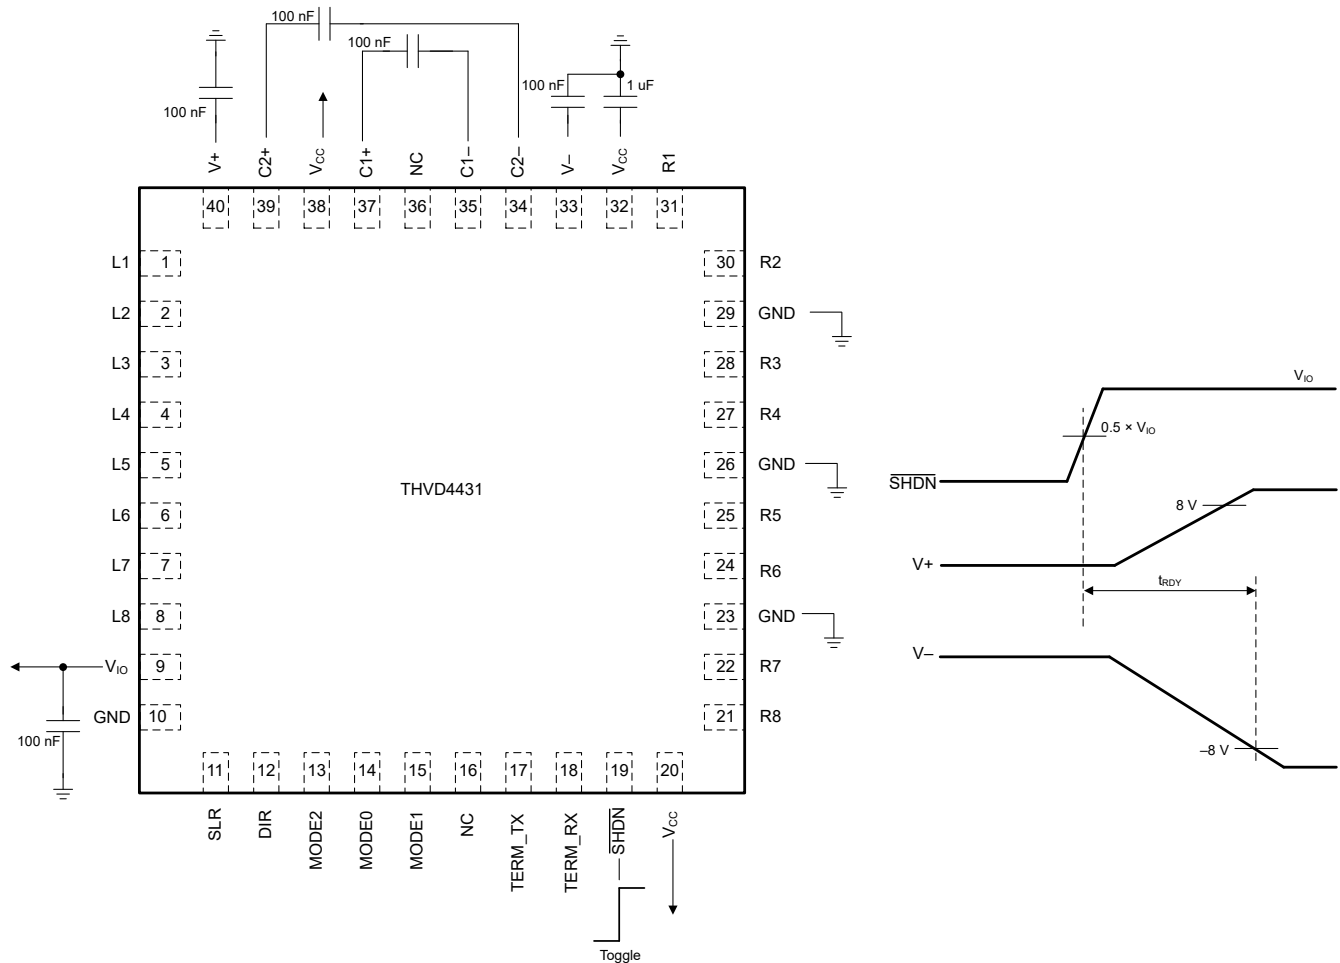 100 nF
100 nF
100 nF
100 nF
1 uF
V+
C2+
VCC
C1+
NC
C1–
C2–
V–
VCC
R1
40
39
38
37
36
35
34
33
32
31
L1 1
L2 2
L3 3
L4 4
L5 5
L6 6
L7 7
L8 8
VIO 9
GND 10
100 nF
THVD4431
30 R2
29 GND
28 R3
27 R4
26 GND
25 R5
24 R6
23 GND
22 R7
21 R8
11
12
13
14
15
16
17
18
19
20
SLR
DIR
MODE2
MODE0
MODE1
NC
TERM_TX
TERM_RX
SHDN
VCC
Toggle
VIO
0.5 × VIO
SHDN
8 V
V+
tRDY
V–
–8 V